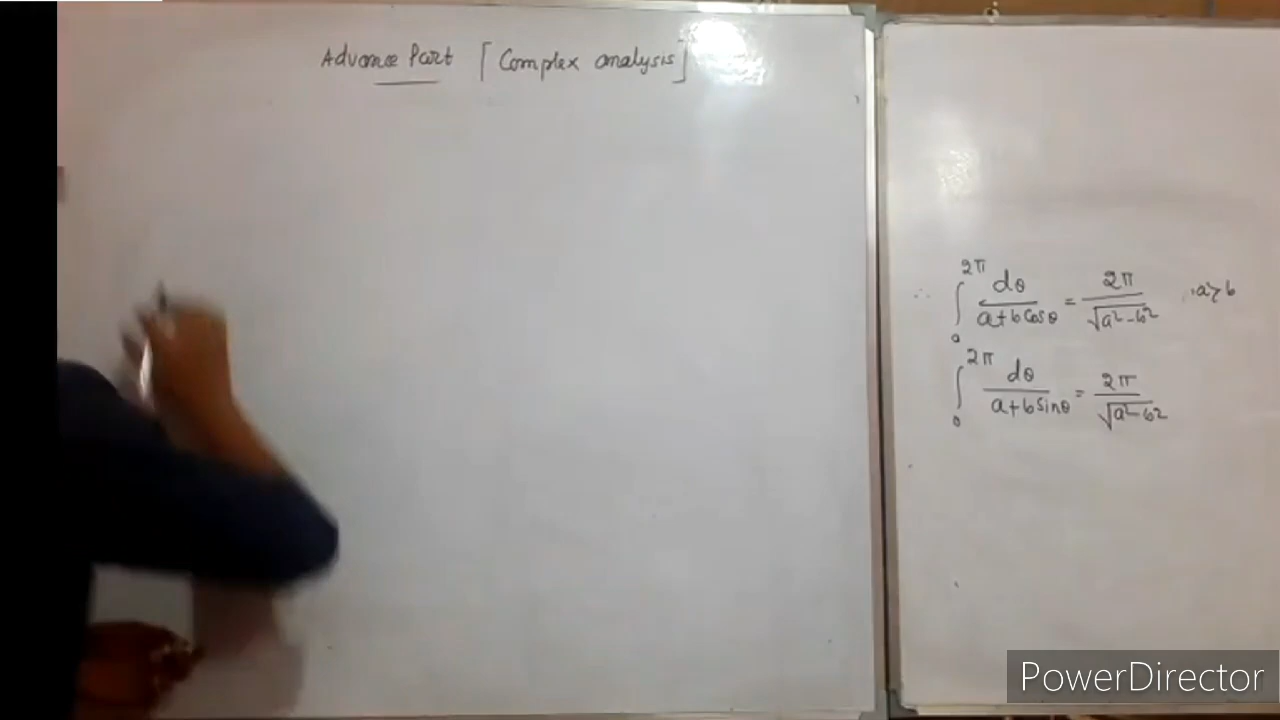 Advance Part [Complex analysis]
∴ ∫₀^2π dθ / a+b cosθ = 2π / √a²-b² , a>b
∫₀^2π dθ / a+b sinθ = 2π / √a²-b²
PowerDirector